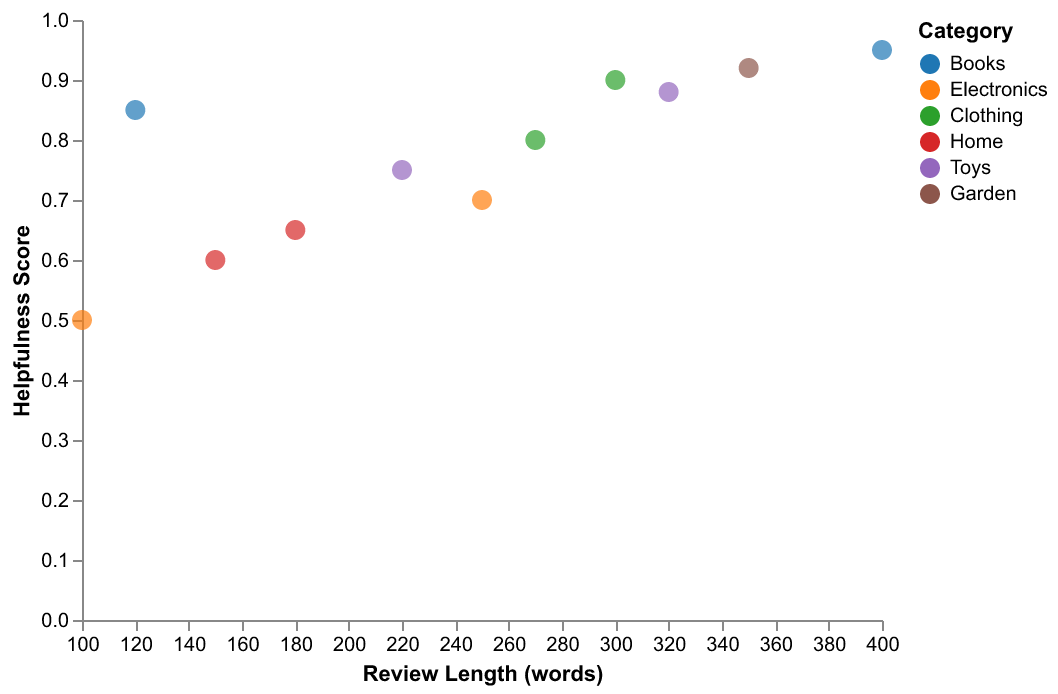 1.0
0.9
0.8
0.7
0.6
0.5
0.4
0.3
0.2
0.1
0.0
Helpfulness Score
100 120 140 160 180 200 220 240 260 280 300 320 340 360 380 400
Review Length (words)
Category
Books
Electronics
Clothing
Home
Toys
Garden